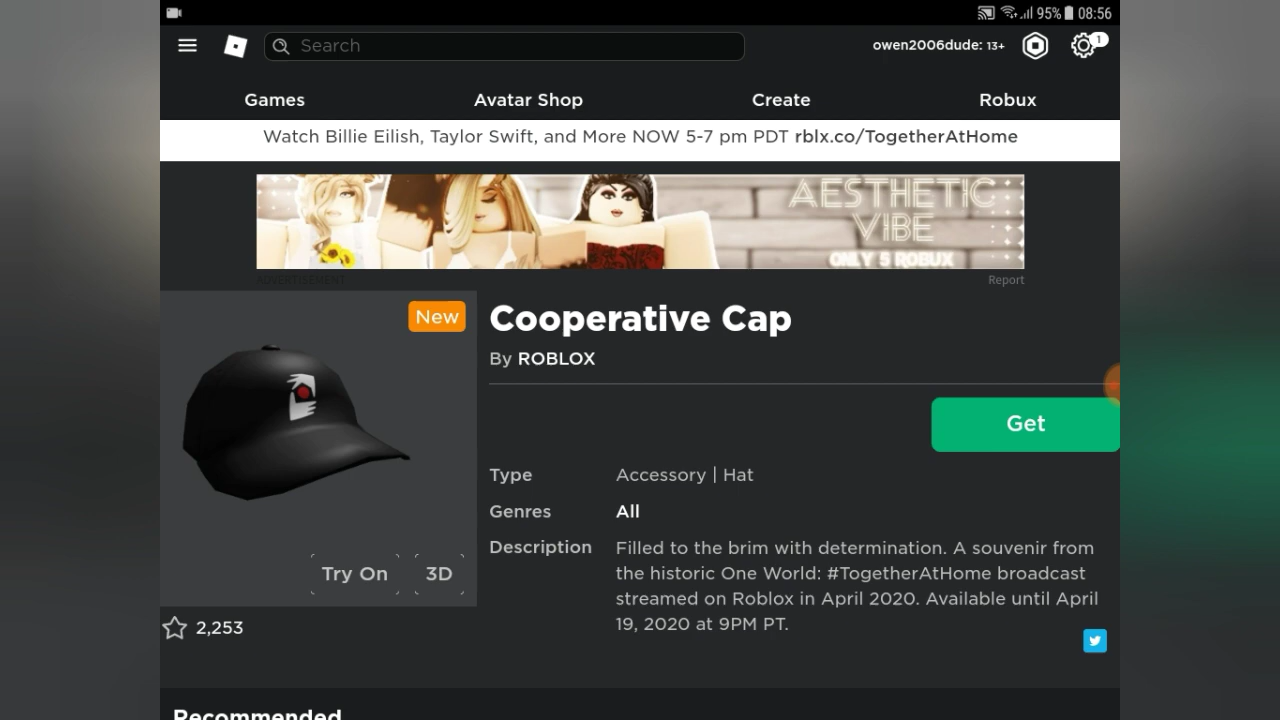 95% 08:56
Search
owen2006dude: 13+
1
Games Avatar Shop Create Robux
Watch Billie Eilish, Taylor Swift, and More NOW 5-7 pm PDT rblx.co/TogetherAtHome
AESTHETIC
VIBE
ONLY 5 ROBUX
ADVERTISEMENT Report
New
Cooperative Cap
By ROBLOX
Get
Type Accessory | Hat
Genres All
Description Filled to the brim with determination. A souvenir from
the historic One World: #TogetherAtHome broadcast
streamed on Roblox in April 2020. Available until April
19, 2020 at 9PM PT.
Try On 3D
2,253
Recommended